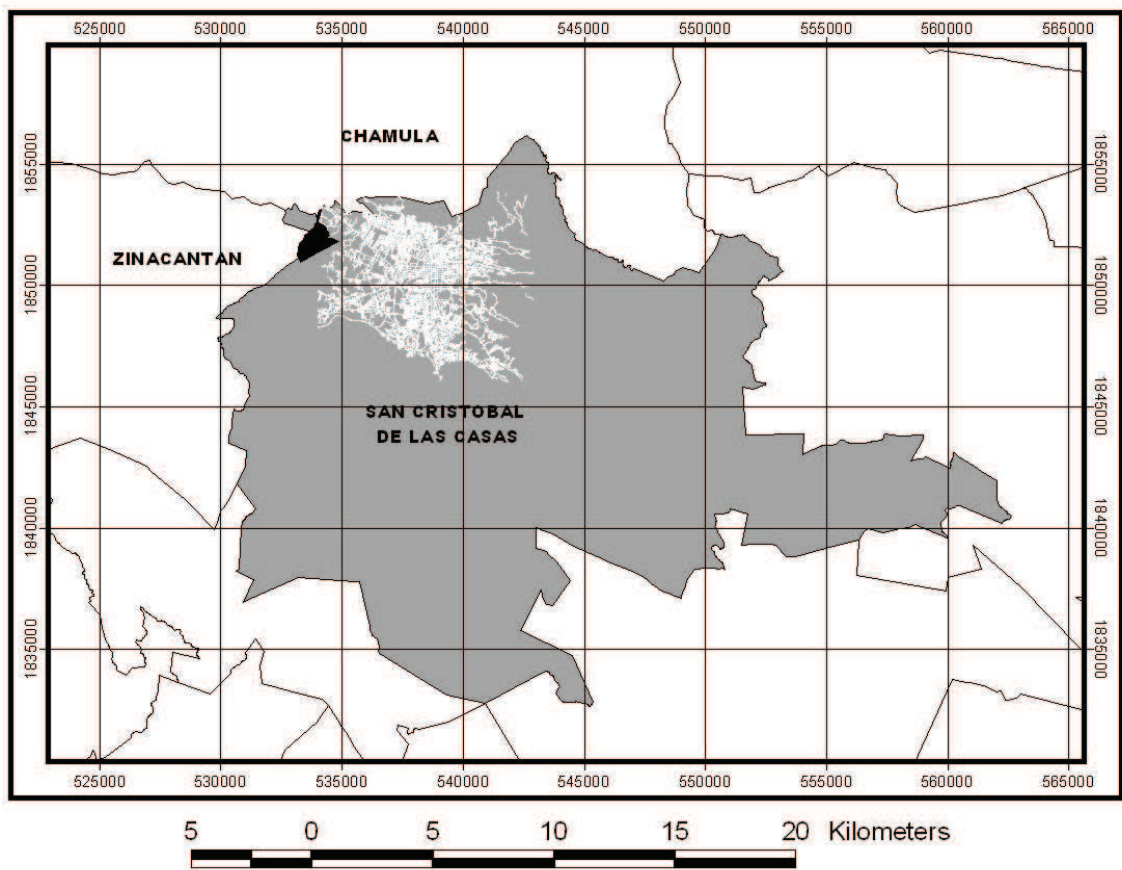 525000 530000 535000 540000 545000 550000 555000 560000 565000
CHAMULA
1855000 1855000
ZINACANTAN
1850000 1850000
SAN CRISTOBAL
DE LAS CASAS
1845000 1845000
1840000 1840000
1835000 1835000
525000 530000 535000 540000 545000 550000 555000 560000 565000
5 0 5 10 15 20 Kilometers